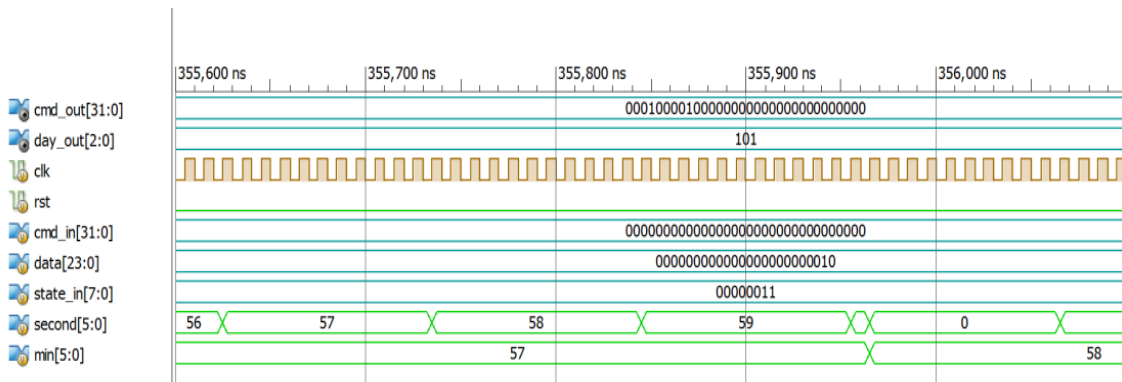 355,600 ns 355,700 ns 355,800 ns 355,900 ns 356,000 ns
cmd_out[31:0] 00010000100000000000000000000000
day_out[2:0] 101
clk
rst
cmd_in[31:0] 00000000000000000000000000000000
data[23:0] 000000000000000000000010
state_in[7:0] 00000011
second[5:0] 56 57 58 59 0
min[5:0] 57 58